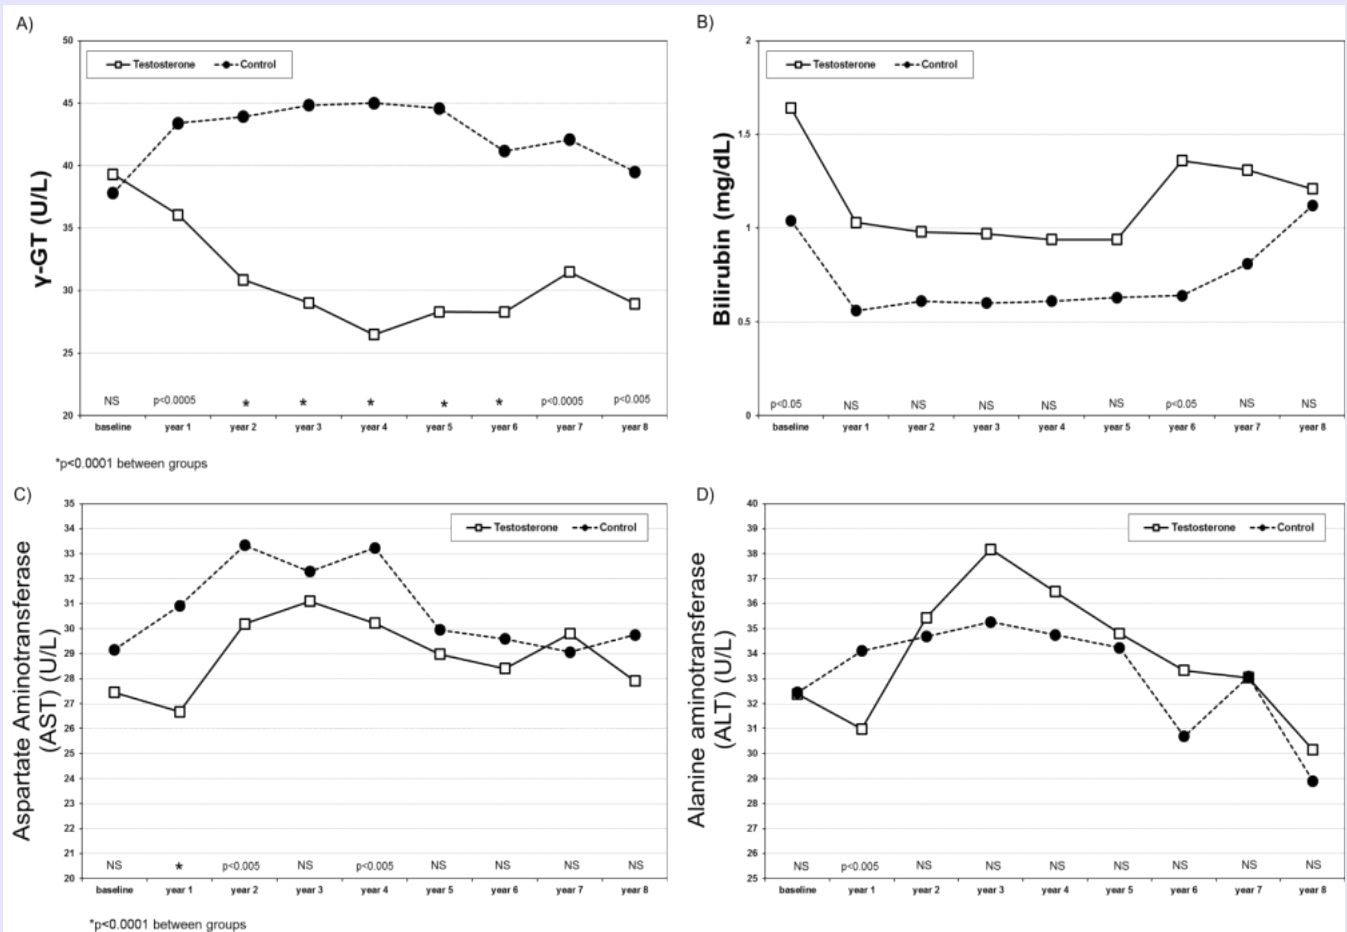 A)
50
45
40
35
30
25
20
γ-GT (U/L)
Testosterone Control
NS p<0.0005 * * * * * p<0.0005 p<0.005
baseline year 1 year 2 year 3 year 4 year 5 year 6 year 7 year 8
*p<0.0001 between groups
B)
2
1.5
1
0.5
0
Bilirubin (mg/dL)
Testosterone Control
p<0.05 NS NS NS NS NS p<0.05 NS NS
baseline year 1 year 2 year 3 year 4 year 5 year 6 year 7 year 8
C)
35
34
33
32
31
30
29
28
27
26
25
24
23
22
21
20
Aspartate Aminotransferase
(AST) (U/L)
Testosterone Control
NS * p<0.005 NS p<0.005 NS NS NS NS
baseline year 1 year 2 year 3 year 4 year 5 year 6 year 7 year 8
*p<0.0001 between groups
D)
40
39
38
37
36
35
34
33
32
31
30
29
28
27
26
25
Alanine aminotransferase
(ALT) (U/L)
Testosterone Control
NS p<0.005 NS NS NS NS NS NS NS
baseline year 1 year 2 year 3 year 4 year 5 year 6 year 7 year 8